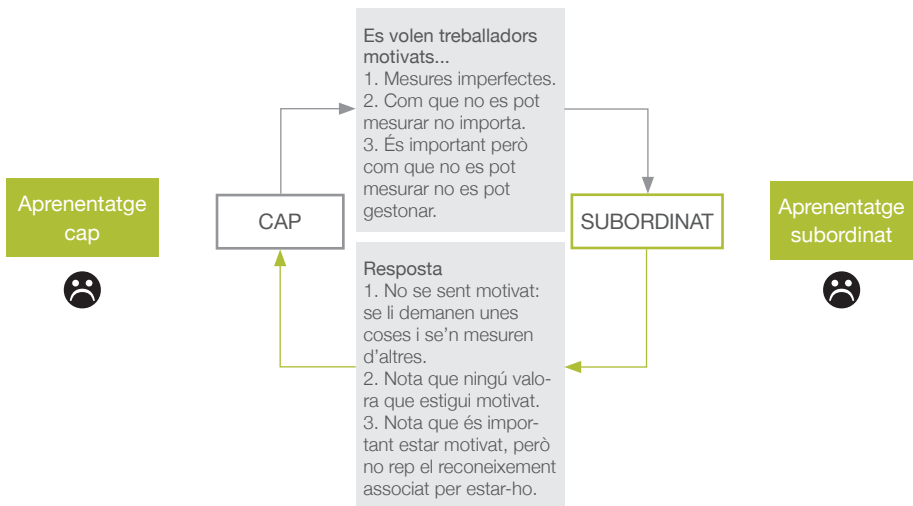 Es volen treballadors
motivats...
1. Mesures imperfectes.
2. Com que no es pot
mesurar no importa.
3. És important però
com que no es pot
mesurar no es pot
gestonar.
Aprenentatge
cap
CAP
SUBORDINAT
Aprenentatge
subordinat
Resposta
1. No se sent motivat:
se li demanen unes
coses i se’n mesuren
d’altres.
2. Nota que ningú valo-
ra que estigui motivat.
3. Nota que és impor-
tant estar motivat, però
no rep el reconeixement
associat per estar-ho.